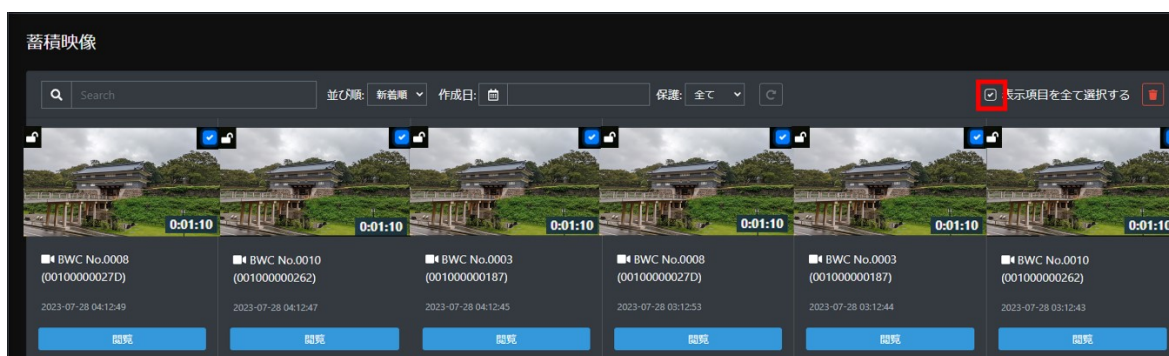 蓄積映像
Search
並び順: 新着順 作成日: 保護: 全て 表示項目を全て選択する
0:01:10 0:01:10 0:01:10 0:01:10 0:01:10 0:01:10
BWC No.0008 BWC No.0010 BWC No.0003 BWC No.0008 BWC No.0003 BWC No.0010
(00100000027D) (001000000262) (001000000187) (00100000027D) (001000000187) (001000000262)
2023-07-28 04:12:49 2023-07-28 04:12:47 2023-07-28 04:12:45 2023-07-28 03:12:53 2023-07-28 03:12:44 2023-07-28 03:12:43
閲覧 閲覧 閲覧 閲覧 閲覧 閲覧